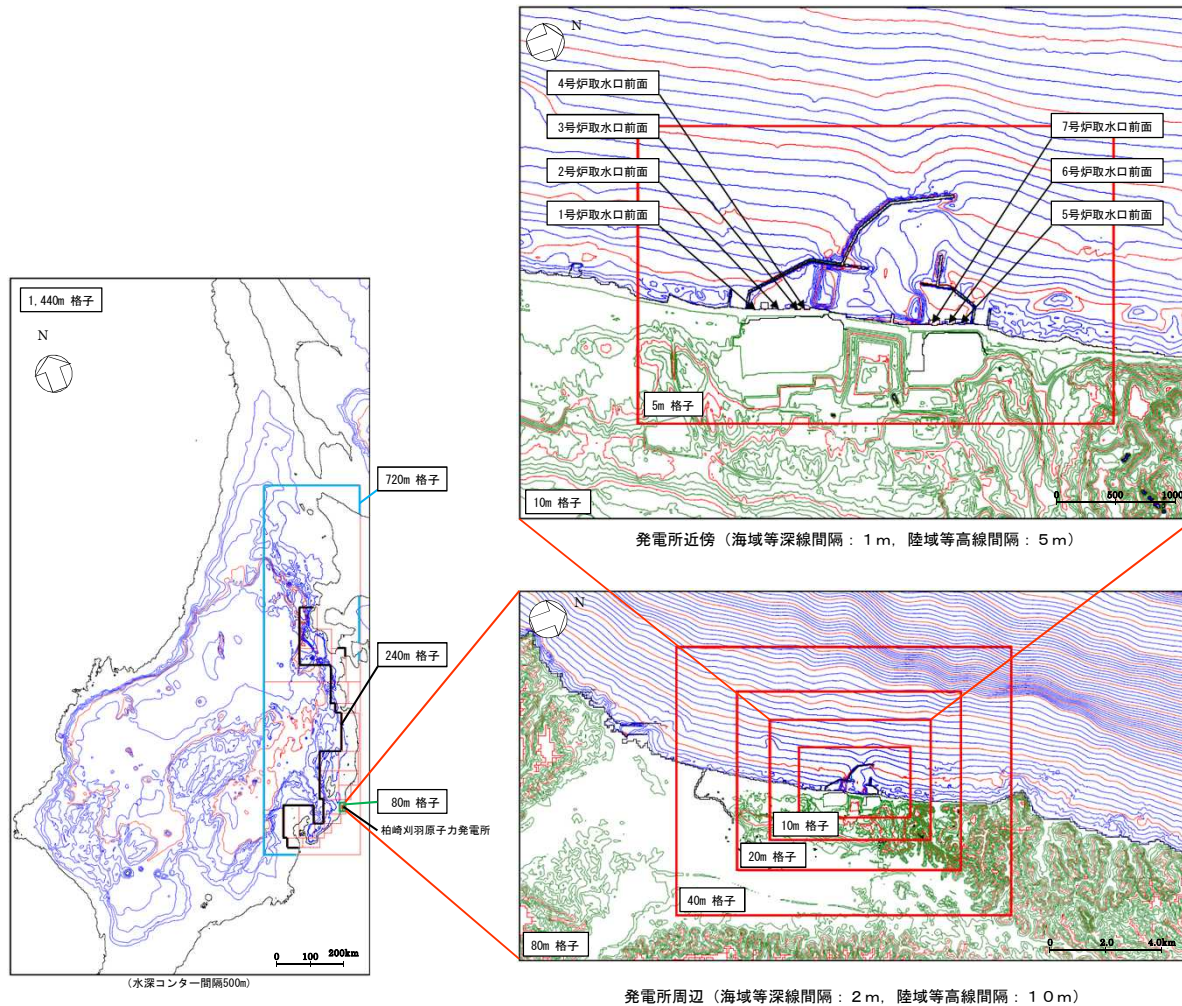 1,440m 格子
N
720m 格子
240m 格子
80m 格子
柏崎刈羽原子力発電所
0 100 200km
(水深コンター間隔500m)
N
4号炉取水口前面
3号炉取水口前面
2号炉取水口前面
1号炉取水口前面
7号炉取水口前面
6号炉取水口前面
5号炉取水口前面
5m 格子
10m 格子
0 500 1000
発電所近傍（海域等深線間隔：１ｍ，陸域等高線間隔：５ｍ）
N
10m 格子
20m 格子
40m 格子
80m 格子
0 2.0 4.0km
発電所周辺（海域等深線間隔：２ｍ，陸域等高線間隔：１０ｍ）